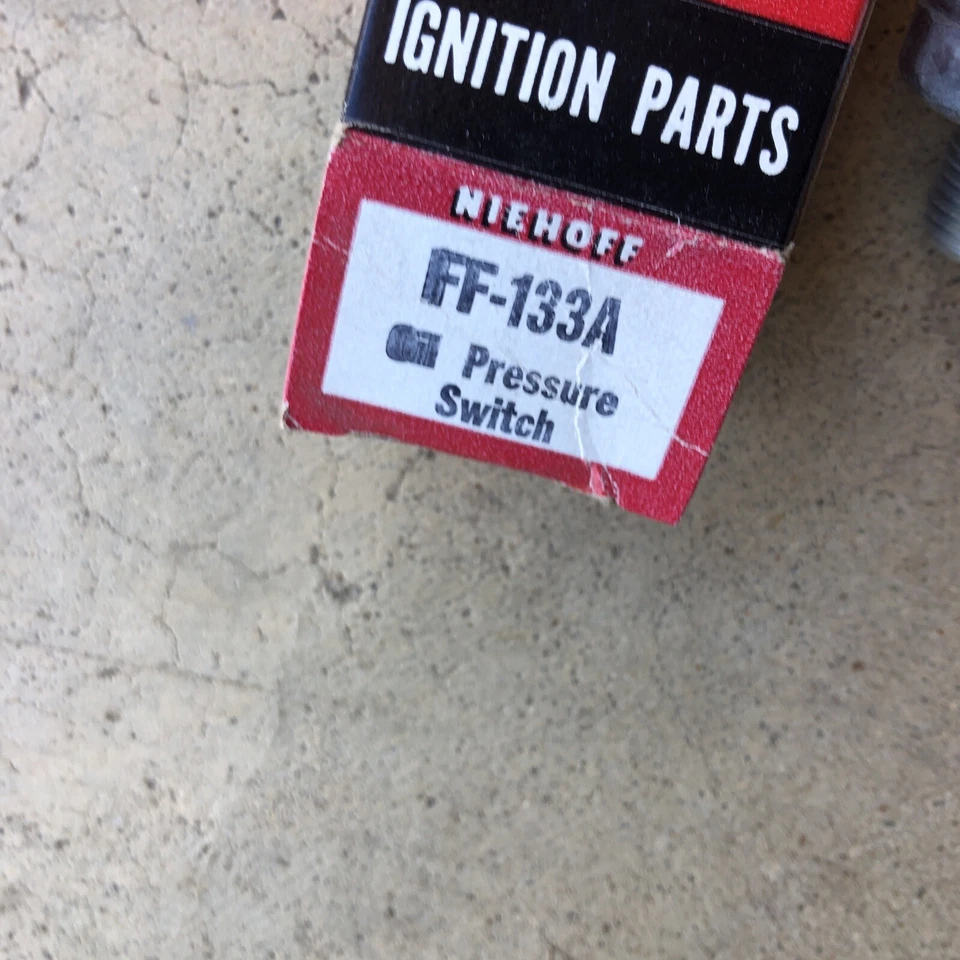 IGNITION PARTS
NIEHOFF
FF-133A
Oil Pressure
Switch